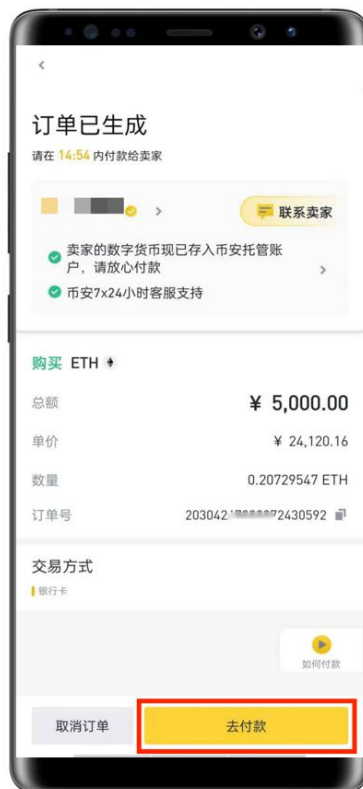 订单已生成
请在 14:54 内付款给卖家
联系卖家
卖家的数字货币现已存入币安托管账
户，请放心付款
币安7x24小时客服支持
购买 ETH
总额 ¥ 5,000.00
单价 ¥ 24,120.16
数量 0.20729547 ETH
订单号 203042 72430592
交易方式
银行卡
如何付款
取消订单 去付款